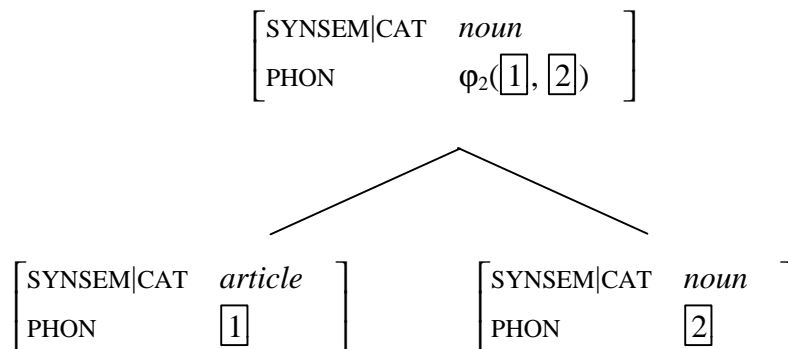 SYNSEM|CAT noun
PHON φ₂(1, 2)
SYNSEM|CAT article
PHON 1
SYNSEM|CAT noun
PHON 2